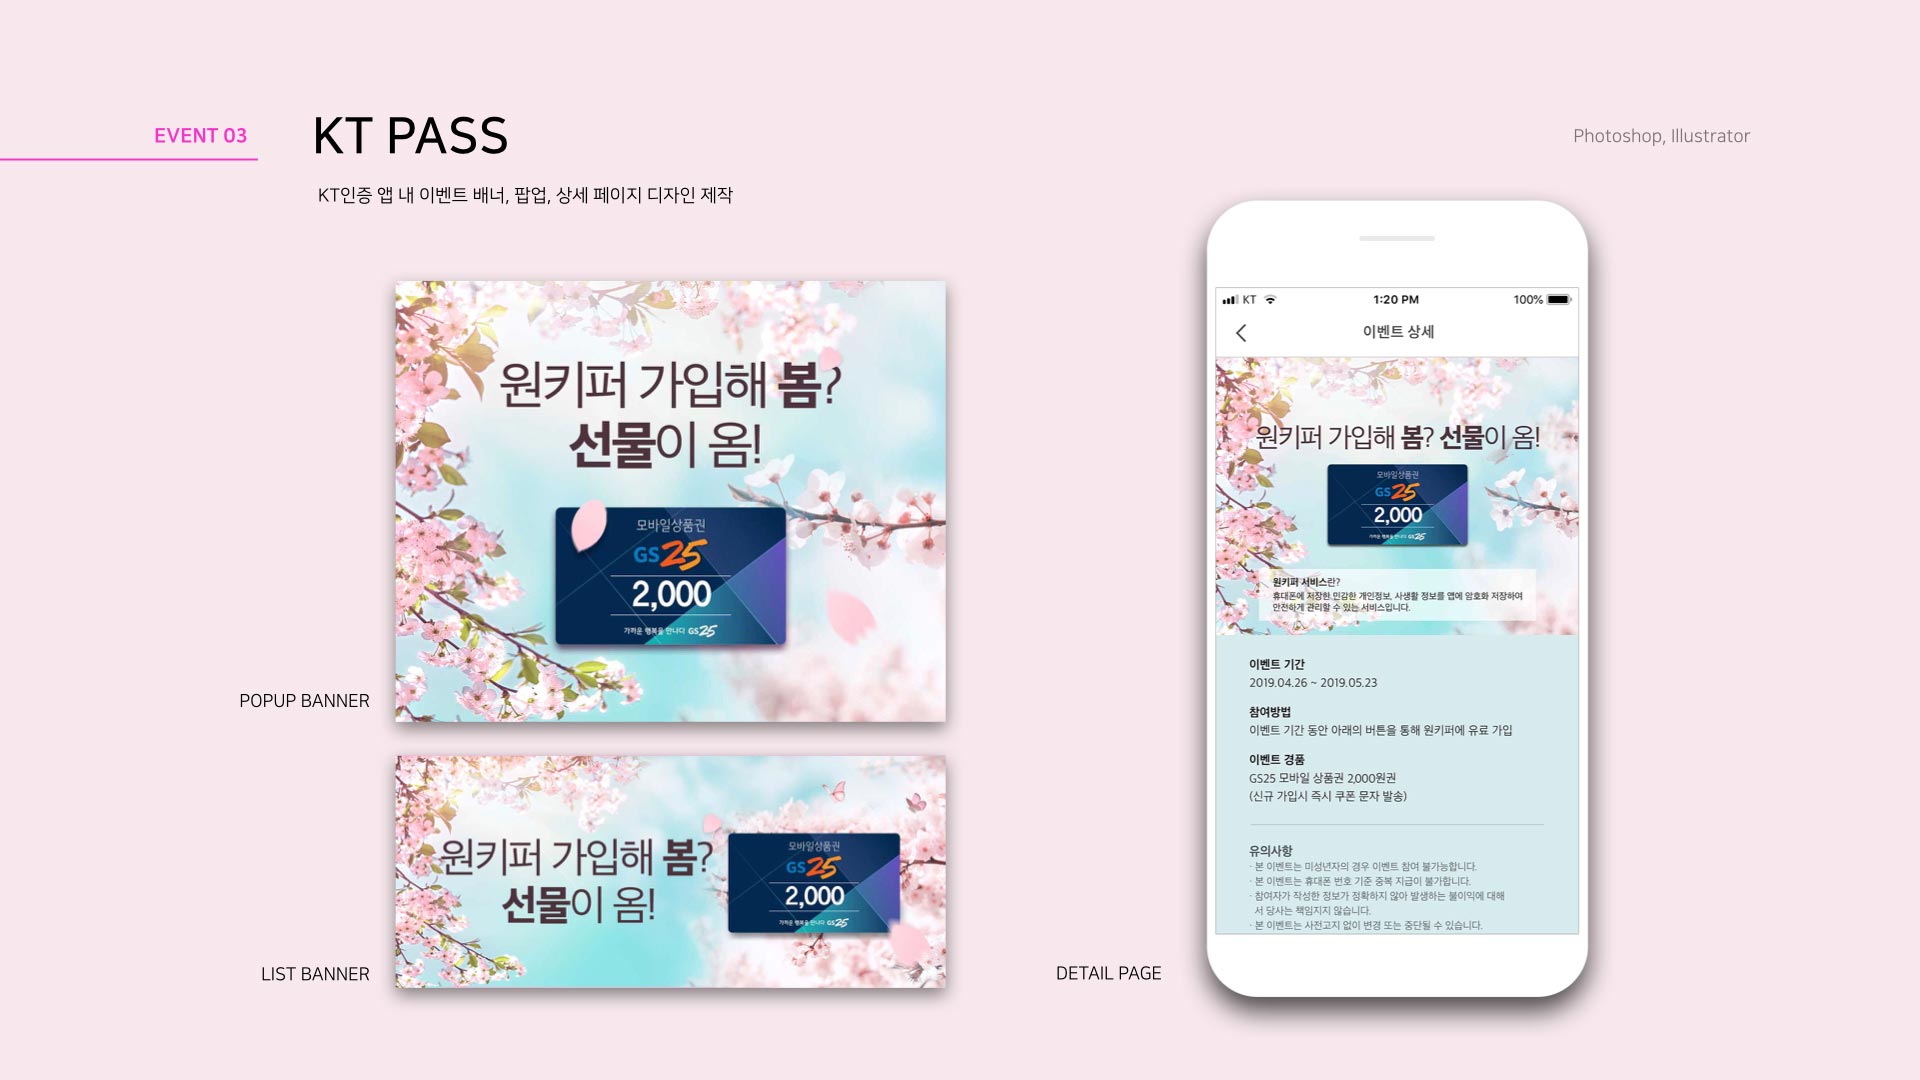 EVENT 03
KT PASS
Photoshop, Illustrator
KT인증 앱 내 이벤트 배너, 팝업, 상세 페이지 디자인 제작
원키퍼 가입해 봄?
선물이 옴!
모바일상품권
GS25
2,000
가까운 행복을 만나다 GS25
POPUP BANNER
원키퍼 가입해 봄?
선물이 옴!
모바일상품권
GS25
2,000
가까운 행복을 만나다 GS25
LIST BANNER
KT
1:20 PM
100%
이벤트 상세
원키퍼 가입해 봄? 선물이 옴!
모바일상품권
GS25
2,000
가까운 행복을 만나다 GS25
원키퍼 서비스란?
휴대폰에 저장한 민감한 개인정보, 사생활 정보를 앱에 암호화 저장하여
안전하게 관리할 수 있는 서비스입니다.
이벤트 기간
2019.04.26 ~ 2019.05.23
참여방법
이벤트 기간 동안 아래의 버튼을 통해 원키퍼에 유료 가입
이벤트 경품
GS25 모바일 상품권 2,000원권
(신규 가입시 즉시 쿠폰 문자 발송)
유의사항
· 본 이벤트는 미성년자의 경우 이벤트 참여 불가능합니다.
· 본 이벤트는 휴대폰 번호 기준 중복 지급이 불가합니다.
· 참여자가 작성한 정보가 정확하지 않아 발생하는 불이익에 대해
서 당사는 책임지지 않습니다.
· 본 이벤트는 사전고지 없이 변경 또는 중단될 수 있습니다.
DETAIL PAGE